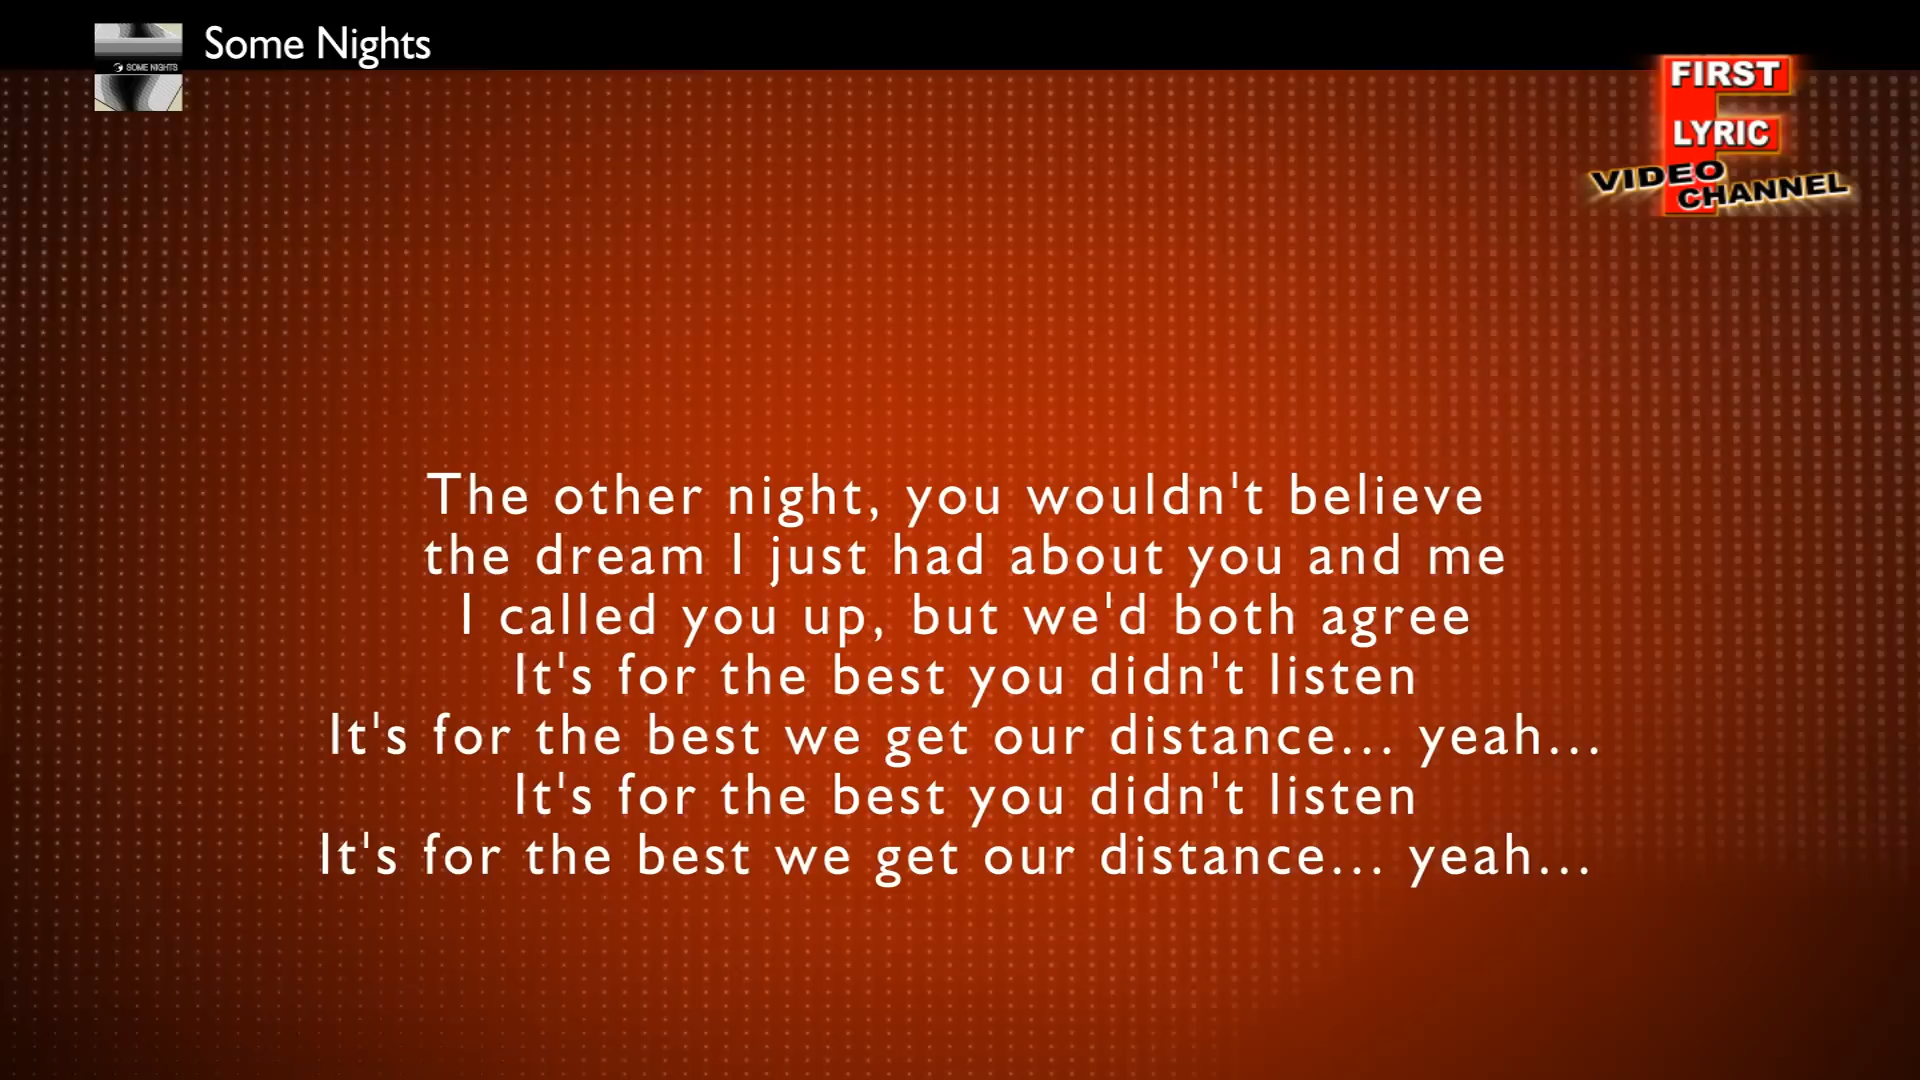 Some Nights
SOME NIGHTS
FIRST
LYRIC
VIDEO
CHANNEL
The other night, you wouldn't believe
the dream I just had about you and me
I called you up, but we'd both agree
It's for the best you didn't listen
It's for the best we get our distance... yeah...
It's for the best you didn't listen
It's for the best we get our distance... yeah...